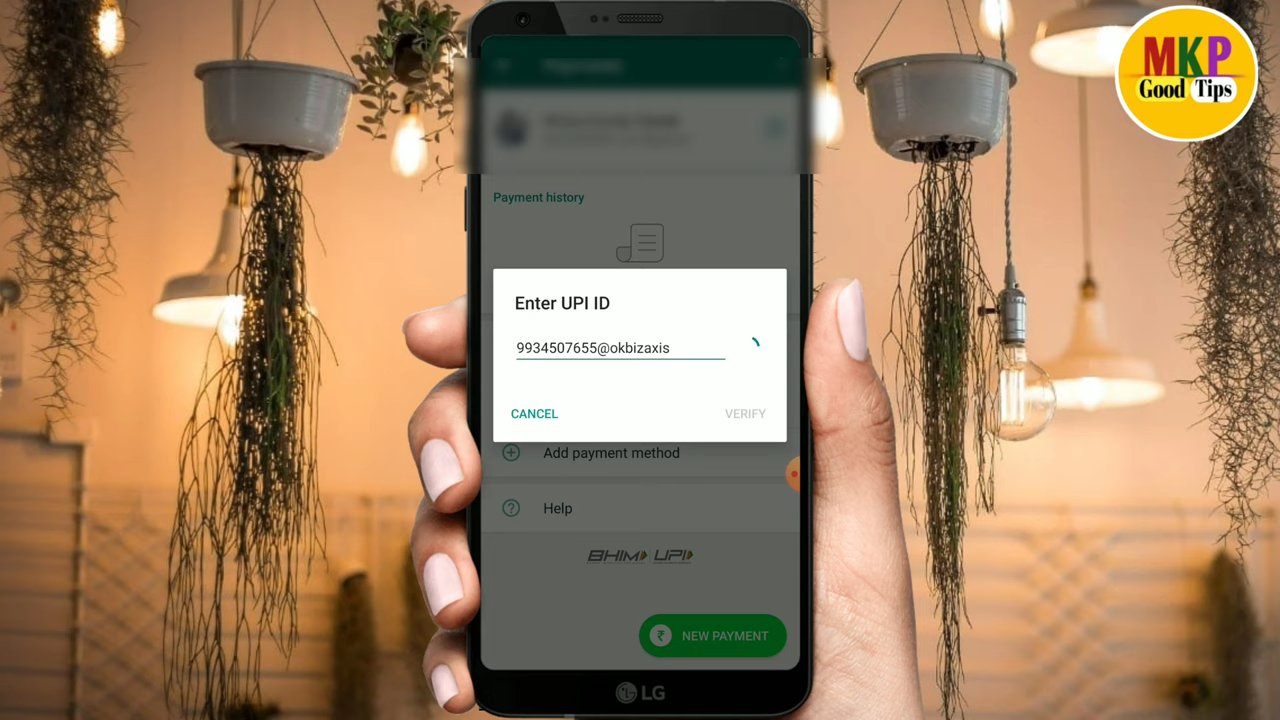 MKP
Good Tips
Payment history
Enter UPI ID
9934507655@okbizaxis
CANCEL
VERIFY
Add payment method
Help
BHIM UPI
₹ NEW PAYMENT
LG